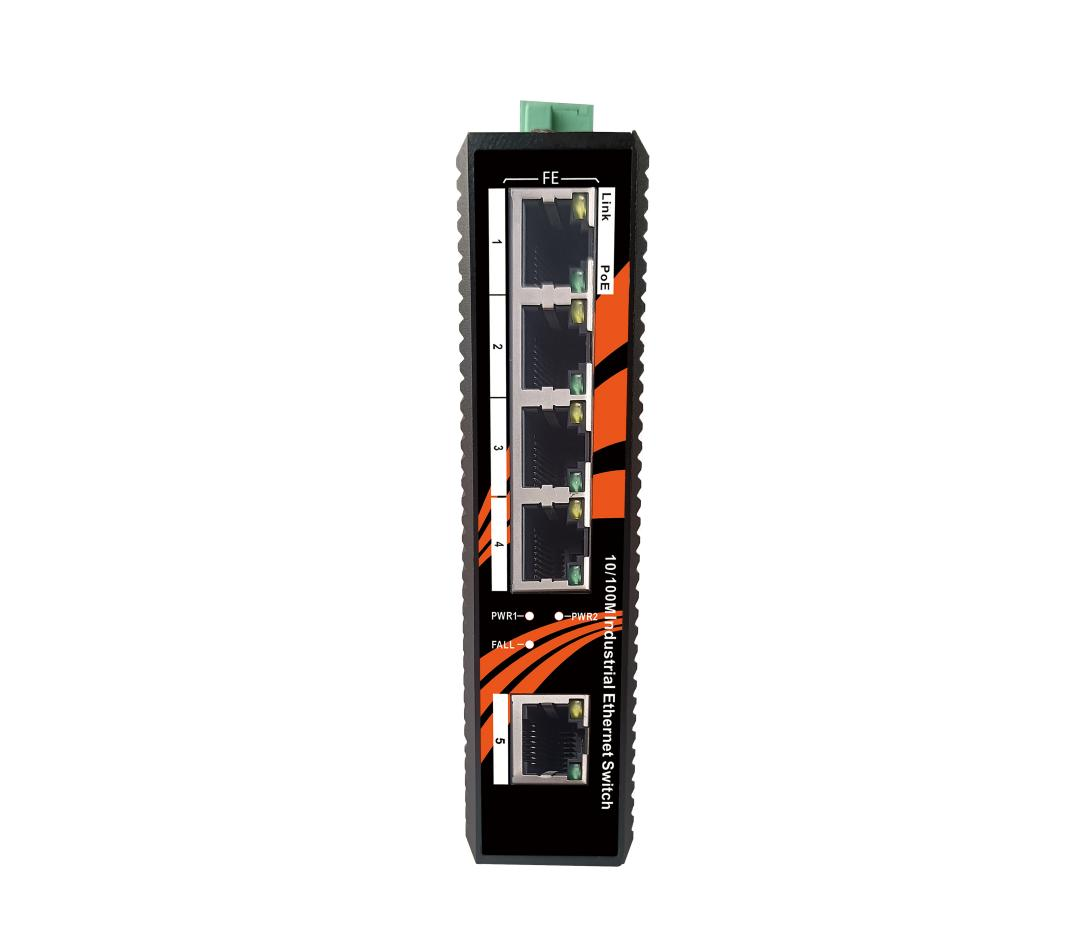 FE
Link
PoE
1
2
3
4
PWR1
PWR2
FALL
10/100M Industrial Ethernet Switch
5